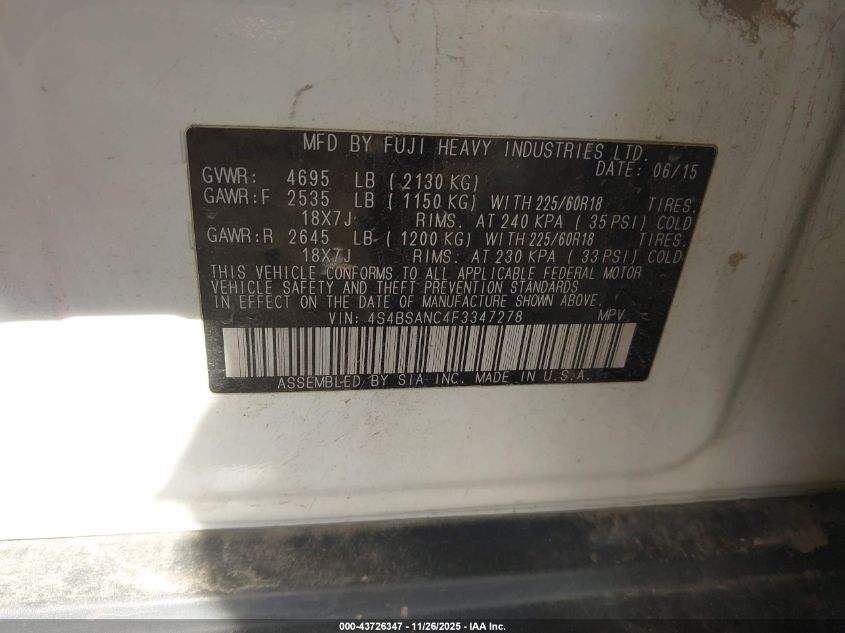 MFD BY FUJI HEAVY INDUSTRIES LTD.
DATE: 06/15
GVWR: 4695 LB ( 2130 KG)
GAWR:F 2535 LB ( 1150 KG) WITH 225/60R18 TIRES.
18X7J RIMS. AT 240 KPA ( 35 PSI) COLD
GAWR:R 2645 LB ( 1200 KG) WITH 225/60R18 TIRES.
18X7J RIMS. AT 230 KPA ( 33 PSI) COLD
THIS VEHICLE CONFORMS TO ALL APPLICABLE FEDERAL MOTOR
VEHICLE SAFETY AND THEFT PREVENTION STANDARDS
IN EFFECT ON THE DATE OF MANUFACTURE SHOWN ABOVE.
VIN: 4S4BSANC4F3347278 MPV
ASSEMBLED BY SIA INC. MADE IN U.S.A.
000-43726347 - 11/26/2025 - IAA Inc.